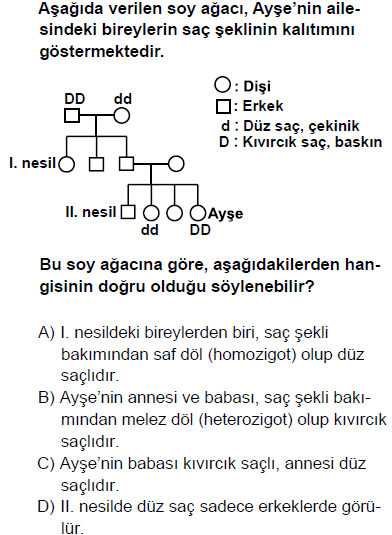 Aşağıda verilen soy ağacı, Ayşe'nin aile-
sindeki bireylerin saç şeklinin kalıtımını
göstermektedir.
DD dd
: Dişi
: Erkek
d : Düz saç, çekinik
D : Kıvırcık saç, baskın
I. nesil
II. nesil
Ayşe
dd DD
Bu soy ağacına göre, aşağıdakilerden han-
gisinin doğru olduğu söylenebilir?
A) I. nesildeki bireylerden biri, saç şekli
bakımından saf döl (homozigot) olup düz
saçlıdır.
B) Ayşe'nin annesi ve babası, saç şekli bakı-
mından melez döl (heterozigot) olup kıvırcık
saçlıdır.
C) Ayşe'nin babası kıvırcık saçlı, annesi düz
saçlıdır.
D) II. nesilde düz saç sadece erkeklerde görü-
lür.